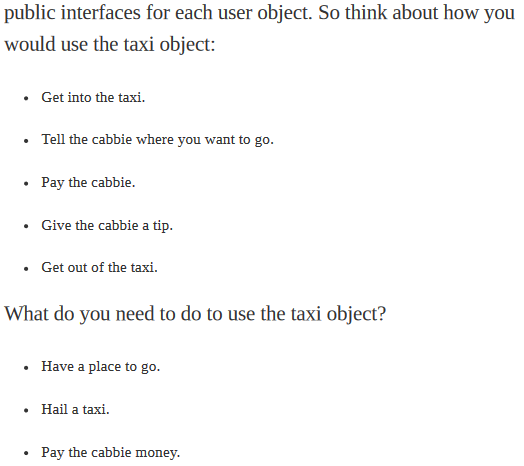 public interfaces for each user object. So think about how you
would use the taxi object:
• Get into the taxi.
• Tell the cabbie where you want to go.
• Pay the cabbie.
• Give the cabbie a tip.
• Get out of the taxi.
What do you need to do to use the taxi object?
• Have a place to go.
• Hail a taxi.
• Pay the cabbie money.